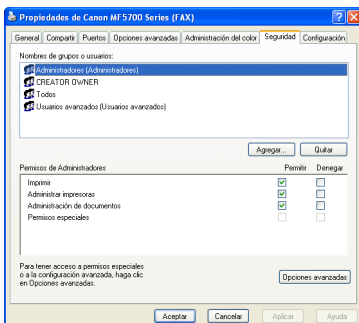 Propiedades de Canon MF5700 Series (FAX)
General Compartir Puertos Opciones avanzadas Administración del color Seguridad Configuración
Nombres de grupos o usuarios:
Administradores (Administradores)
CREATOR OWNER
Todos
Usuarios avanzados (Usuarios avanzados)
Agregar... Quitar
Permisos de Administradores Permitir Denegar
Imprimir
Administrar impresoras
Administración de documentos
Permisos especiales
Para tener acceso a permisos especiales
o a la configuración avanzada, haga clic
en Opciones avanzadas.
Opciones avanzadas
Aceptar Cancelar Aplicar Ayuda